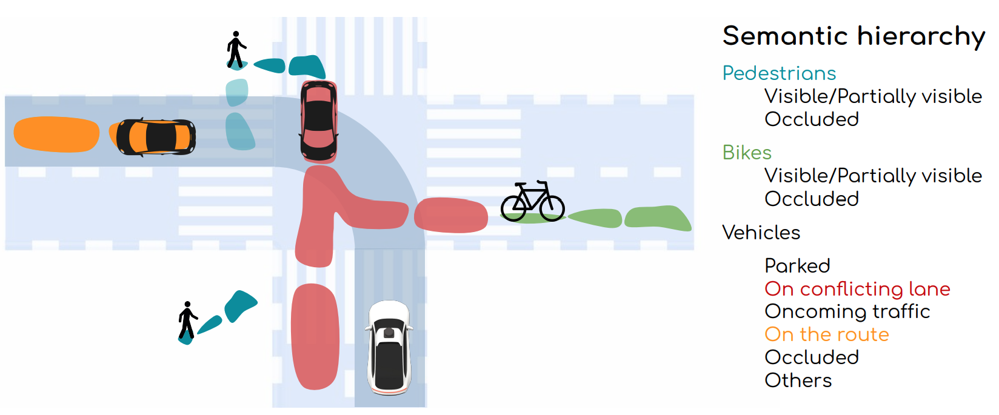 Semantic hierarchy
Pedestrians
Visible/Partially visible
Occluded
Bikes
Visible/Partially visible
Occluded
Vehicles
Parked
On conflicting lane
Oncoming traffic
On the route
Occluded
Others